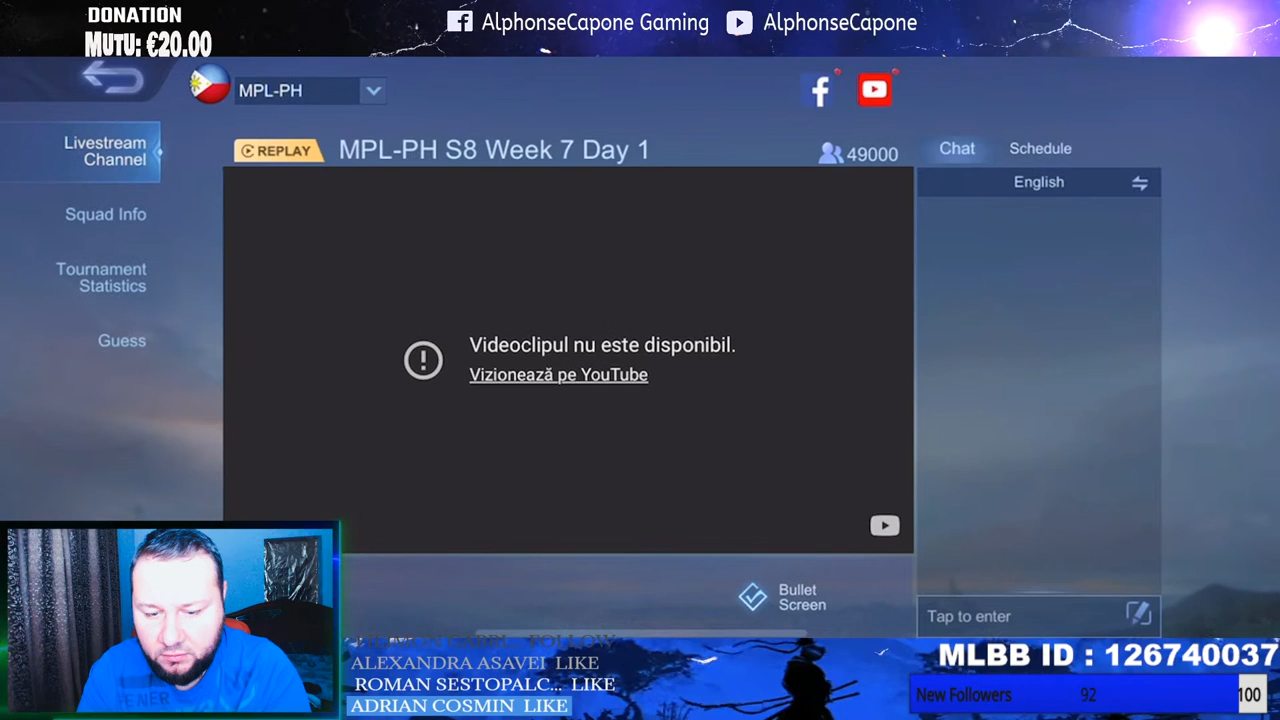 DONATION
MUTU: €20.00
AlphonseCapone Gaming
AlphonseCapone
MPL-PH
Livestream
Channel
Squad Info
Tournament
Statistics
Guess
REPLAY
MPL-PH S8 Week 7 Day 1
49000
Chat
Schedule
English
Videoclipul nu este disponibil.
Vizionează pe YouTube
Bullet
Screen
Tap to enter
FOLLOW
ALEXANDRA ASAVEI LIKE
ROMAN SESTOPALC... LIKE
ADRIAN COSMIN LIKE
MLBB ID : 126740037
New Followers 92 100